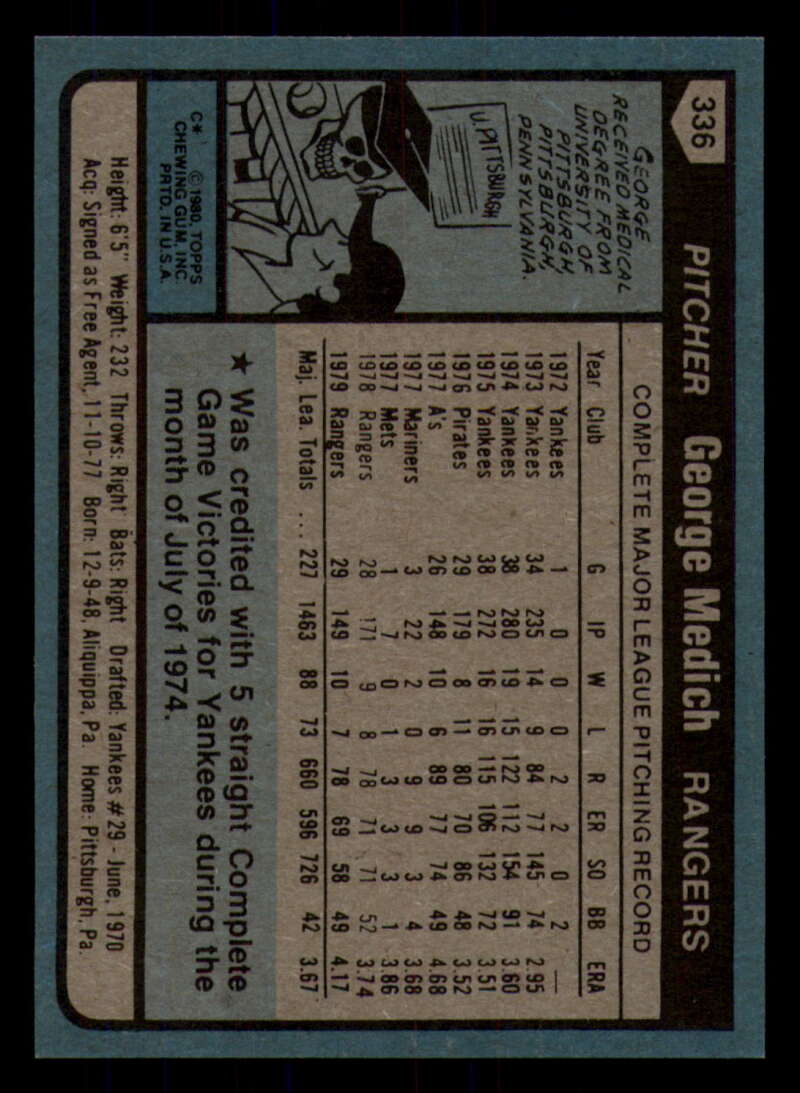 336 PITCHER George Medich RANGERS
COMPLETE MAJOR LEAGUE PITCHING RECORD
GEORGE
RECEIVED MEDICAL
DEGREE FROM
UNIVERSITY OF
PITTSBURGH,
PITTSBURGH,
PENNSYLVANIA.
U. PITTSBURGH
C* © 1980, TOPPS
CHEWING GUM, INC
PRTD. IN U.S.A.
Year Club G IP W L R ER SO BB ERA
1972 Yankees 1 0 0 0 2 2 0 2 —
1973 Yankees 34 235 14 9 84 77 145 74 2.95
1974 Yankees 38 280 19 15 122 112 154 91 3.60
1975 Yankees 38 272 16 16 115 106 132 72 3.51
1976 Pirates 29 179 8 11 80 70 86 48 3.52
1977 A's 26 148 10 6 89 77 74 49 4.68
1977 Mariners 3 22 2 0 9 9 3 4 3.68
1977 Mets 1 7 0 1 3 3 3 1 3.86
1978 Rangers 28 171 9 8 78 71 71 52 3.74
1979 Rangers 29 149 10 7 78 69 58 49 4.17
Maj. Lea. Totals ... 227 1463 88 73 660 596 726 42 3.67
★ Was credited with 5 straight Complete
Game Victories for Yankees during the
month of July of 1974.
Height: 6'5" Weight: 232 Throws: Right Bats: Right Drafted: Yankees #29 - June, 1970
Acq: Signed as Free Agent, 11-10-77 Born: 12-9-48, Aliquippa, Pa. Home: Pittsburgh, Pa.